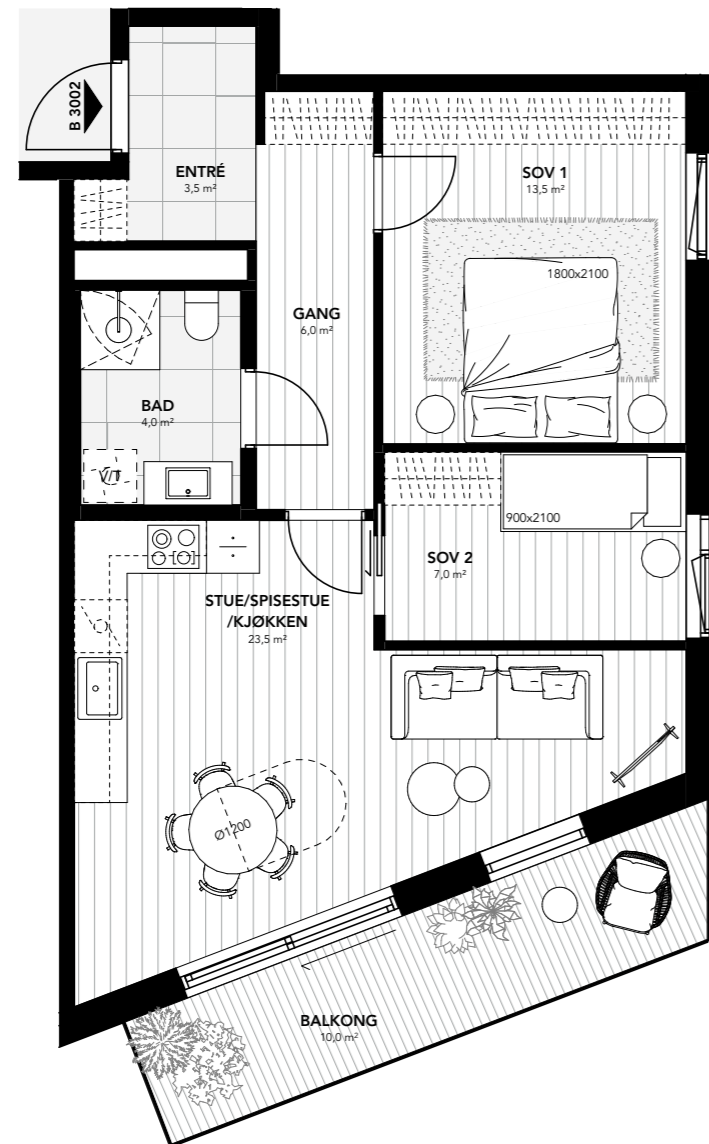 B 3002
ENTRÉ
3,5 m²
SOV 1
13,5 m²
1800x2100
GANG
6,0 m²
BAD
4,0 m²
V/T
900x2100
SOV 2
7,0 m²
STUE/SPISESTUE
/KJØKKEN
23,5 m²
Ø1200
BALKONG
10,0 m²